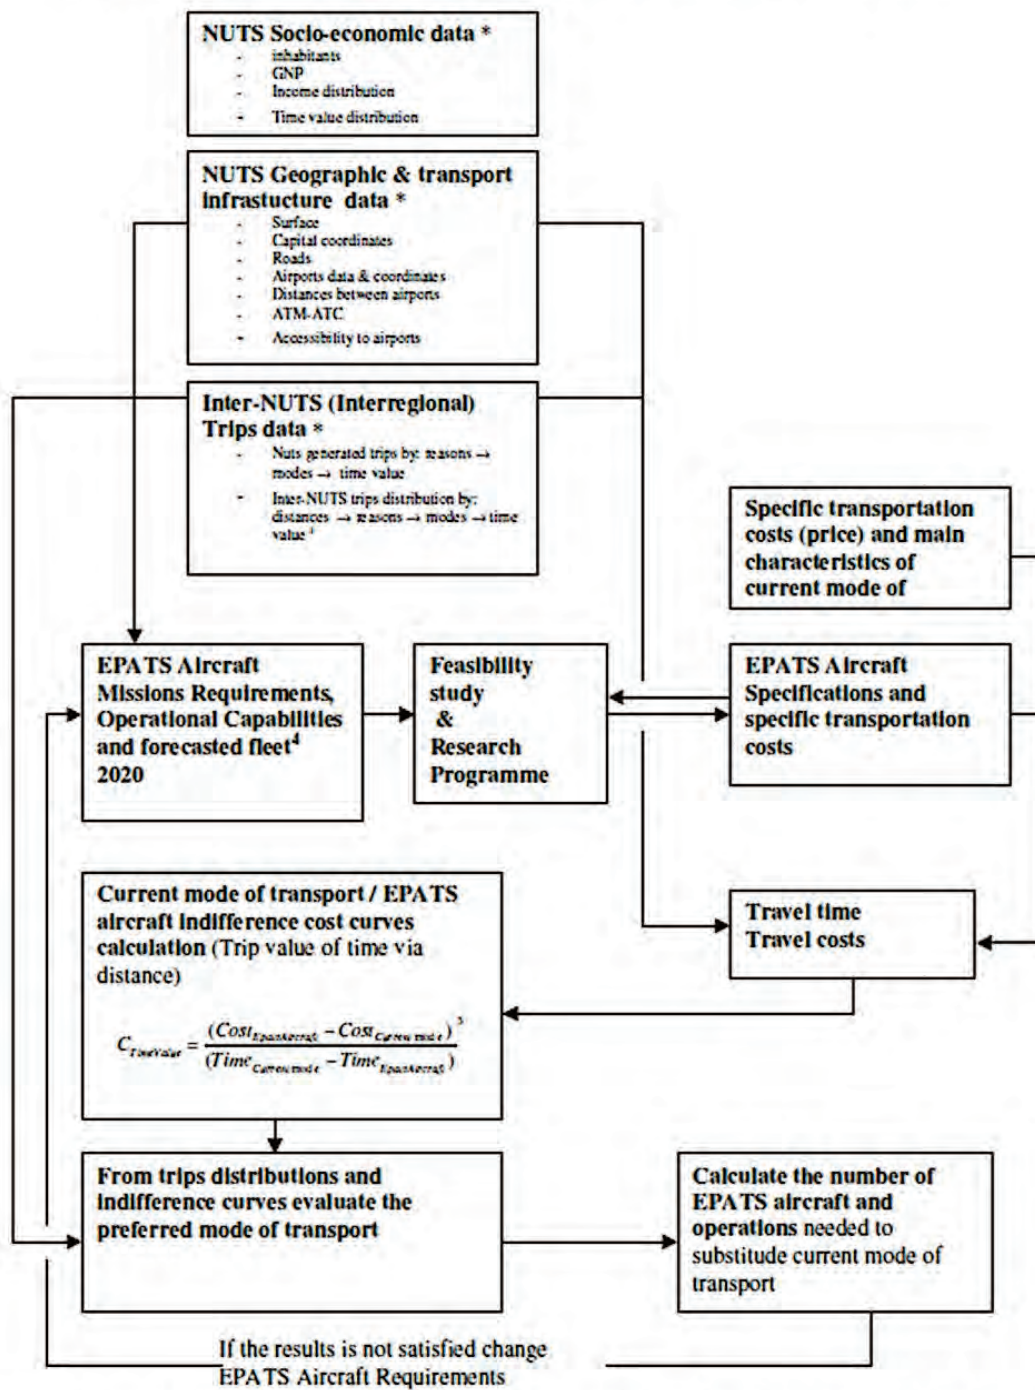 NUTS Socio-economic data *
- inhabitants
- GNP
- Income distribution
- Time value distribution
NUTS Geographic & transport
infrastucture data *
- Surface
- Capital coordinates
- Roads
- Airports data & coordinates
- Distances between airports
- ATM-ATC
- Accessibility to airports
Inter-NUTS (Interregional)
Trips data *
- Nuts generated trips by: reasons →
modes → time value
- Inter-NUTS trips distribution by:
distances → reasons → modes → time
value
Specific transportation
costs (price) and main
characteristics of
current mode of
EPATS Aircraft
Missions Requirements,
Operational Capabilities
and forecasted fleet⁴
2020
Feasibility
study
&
Research
Programme
EPATS Aircraft
Specifications and
specific transportation
costs
Current mode of transport / EPATS
aircraft indifference cost curves
calculation (Trip value of time via
distance)
C_TimeValue = (Cost_EpatsAircraft − Cost_Current mode) / (Time_Current mode − Time_EpatsAircraft)
Travel time
Travel costs
From trips distributions and
indifference curves evaluate the
preferred mode of transport
Calculate the number of
EPATS aircraft and
operations needed to
substitude current mode of
transport
If the results is not satisfied change
EPATS Aircraft Requirements